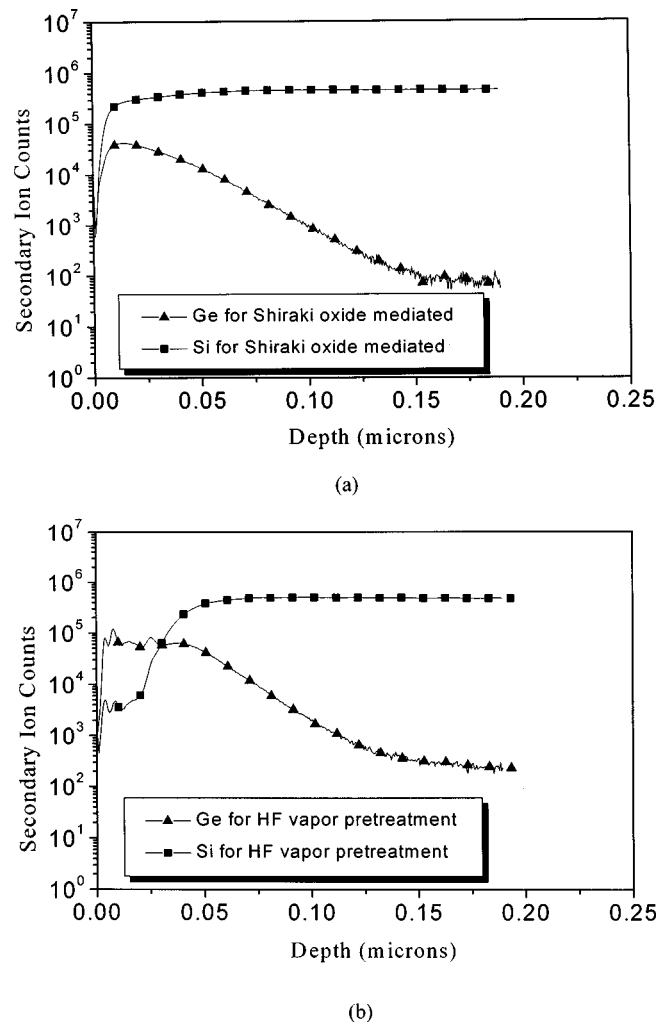 10^7
10^6
10^5
10^4
10^3
10^2
10^1
10^0
Secondary Ion Counts
Ge for Shiraki oxide mediated
Si for Shiraki oxide mediated
0.00 0.05 0.10 0.15 0.20 0.25
Depth (microns)
(a)
10^7
10^6
10^5
10^4
10^3
10^2
10^1
10^0
Secondary Ion Counts
Ge for HF vapor pretreatment
Si for HF vapor pretreatment
0.00 0.05 0.10 0.15 0.20 0.25
Depth (microns)
(b)